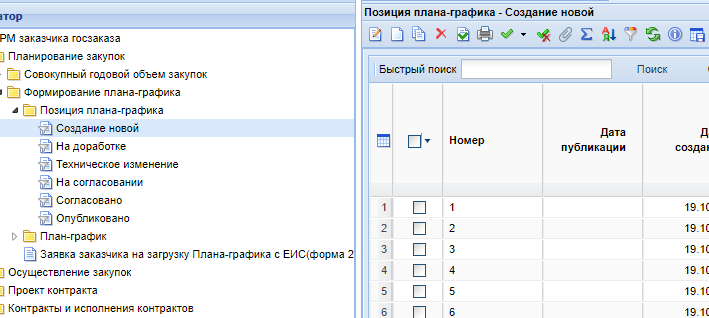 атор
РМ заказчика госзаказа
Планирование закупок
Совокупный годовой объем закупок
Формирование плана-графика
Позиция плана-графика
Создание новой
На доработке
Техническое изменение
На согласовании
Согласовано
Опубликовано
План-график
Заявка заказчика на загрузку Плана-графика с ЕИС(форма 2
Осуществление закупок
Проект контракта
Контракты и исполнения контрактов
Позиция плана-графика - Создание новой
Быстрый поиск Поиск
Номер Дата публикации Д созда
1 1 19.10
2 2 19.10
3 3 19.10
4 4 19.10
5 5 19.10
6 6 19.10